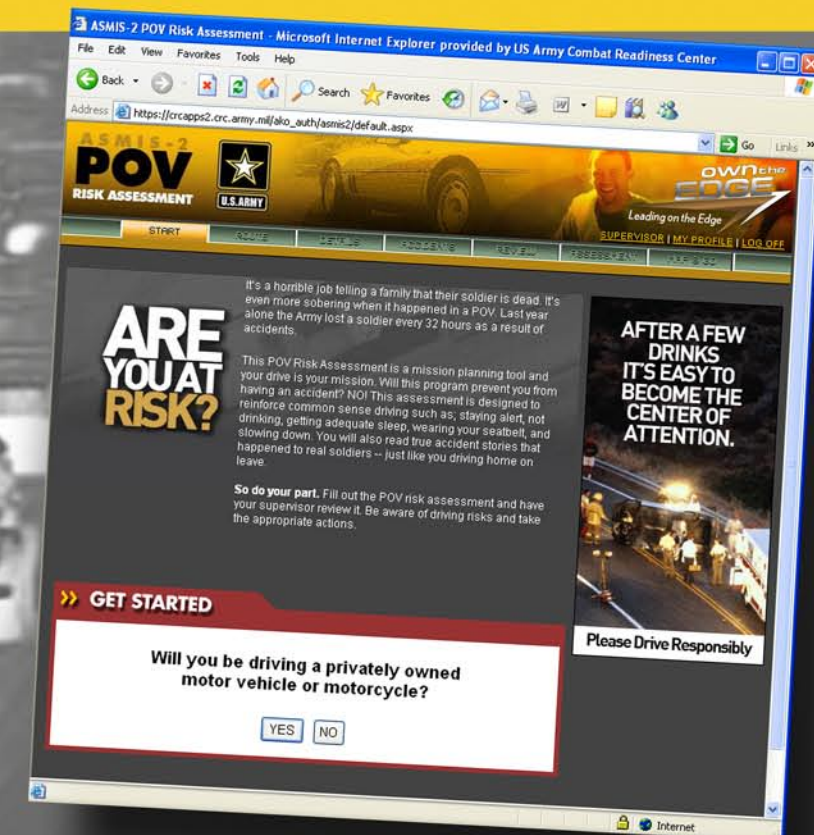 ASMIS-2 POV Risk Assessment - Microsoft Internet Explorer provided by US Army Combat Readiness Center
File Edit View Favorites Tools Help
Back Search Favorites
Address https://crcapps2.crc.army.mil/ako_auth/asmis2/default.aspx Go Links »
ASMIS-2
POV
RISK ASSESSMENT
U.S.ARMY
OWN THE
EDGE
Leading on the Edge
SUPERVISOR | MY PROFILE | LOG OFF
START ROUTE DETAILS ACCIDENTS REVIEW ASSESSMENT
ARE
YOU AT
RISK?
It's a horrible job telling a family that their soldier is dead. It's
even more sobering when it happened in a POV. Last year
alone the Army lost a soldier every 32 hours as a result of
accidents.
This POV Risk Assessment is a mission planning tool and
your drive is your mission. Will this program prevent you from
having an accident? NO! This assessment is designed to
reinforce common sense driving such as; staying alert, not
drinking, getting adequate sleep, wearing your seatbelt, and
slowing down. You will also read true accident stories that
happened to real soldiers -- just like you driving home on
leave.
So do your part. Fill out the POV risk assessment and have
your supervisor review it. Be aware of driving risks and take
the appropriate actions.
AFTER A FEW
DRINKS
IT'S EASY TO
BECOME THE
CENTER OF
ATTENTION.
Please Drive Responsibly
GET STARTED
Will you be driving a privately owned
motor vehicle or motorcycle?
YES NO
Internet